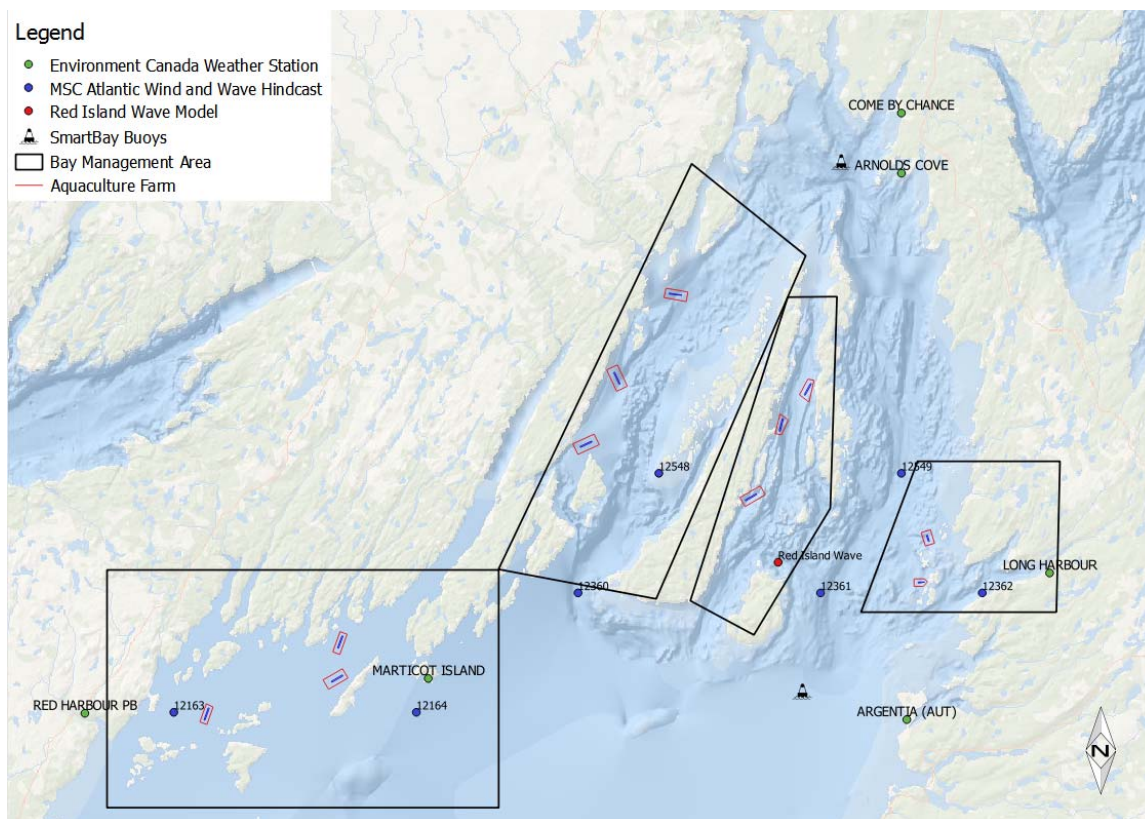 Legend
Environment Canada Weather Station
MSC Atlantic Wind and Wave Hindcast
Red Island Wave Model
SmartBay Buoys
Bay Management Area
Aquaculture Farm
COME BY CHANCE
ARNOLDS COVE
12548
12549
Red Island Wave
LONG HARBOUR
12360
12361
12362
MARTICOT ISLAND
RED HARBOUR PB
12163
12164
ARGENTIA (AUT)
N